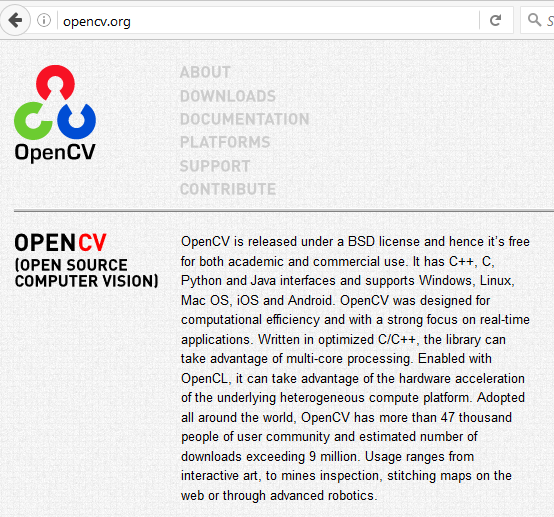 opencv.org
S
ABOUT
DOWNLOADS
DOCUMENTATION
PLATFORMS
SUPPORT
CONTRIBUTE
OpenCV
OPENCV
(OPEN SOURCE
COMPUTER VISION)
OpenCV is released under a BSD license and hence it's free
for both academic and commercial use. It has C++, C,
Python and Java interfaces and supports Windows, Linux,
Mac OS, iOS and Android. OpenCV was designed for
computational efficiency and with a strong focus on real-time
applications. Written in optimized C/C++, the library can
take advantage of multi-core processing. Enabled with
OpenCL, it can take advantage of the hardware acceleration
of the underlying heterogeneous compute platform. Adopted
all around the world, OpenCV has more than 47 thousand
people of user community and estimated number of
downloads exceeding 9 million. Usage ranges from
interactive art, to mines inspection, stitching maps on the
web or through advanced robotics.